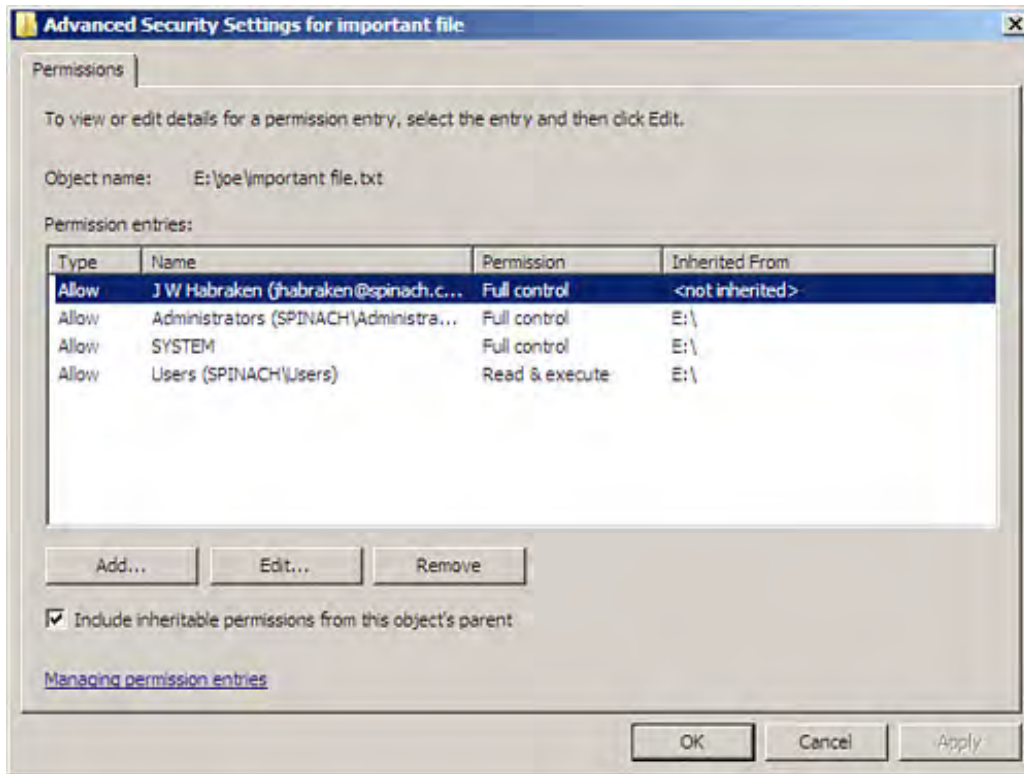 Advanced Security Settings for important file
Permissions
To view or edit details for a permission entry, select the entry and then click Edit.
Object name: E:\joe\important file.txt
Permission entries:
Type Name Permission Inherited From
Allow J W Habraken (jhabraken@spinach.c... Full control <not inherited>
Allow Administrators (SPINACH\Administra... Full control E:\
Allow SYSTEM Full control E:\
Allow Users (SPINACH\Users) Read & execute E:\
Add... Edit... Remove
Include inheritable permissions from this object's parent
Managing permission entries
OK Cancel Apply